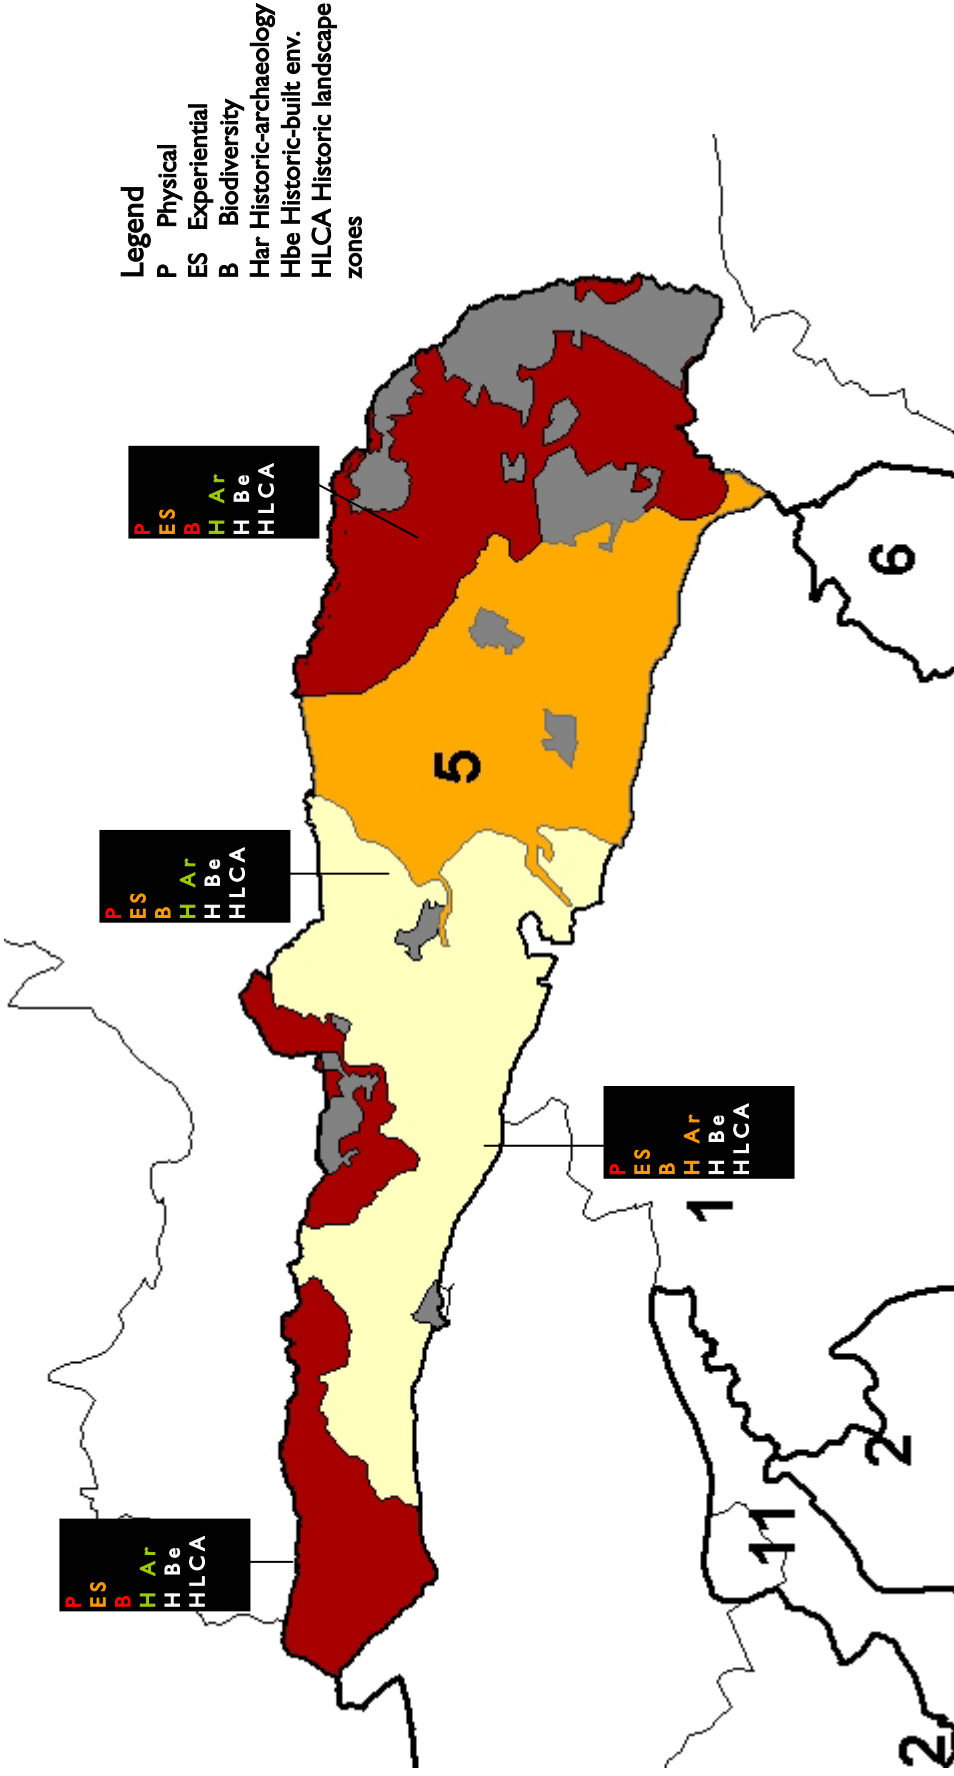 Legend
P Physical
ES Experiential
B Biodiversity
Har Historic-archaeology
Hbe Historic-built env.
HLCA Historic landscape
zones
P
ES
B
H Ar
H Be
HLCA
P
ES
B
H Ar
H Be
HLCA
P
ES
B
H Ar
H Be
HLCA
P
ES
B
H Ar
H Be
HLCA
5
6
1
2
11
2